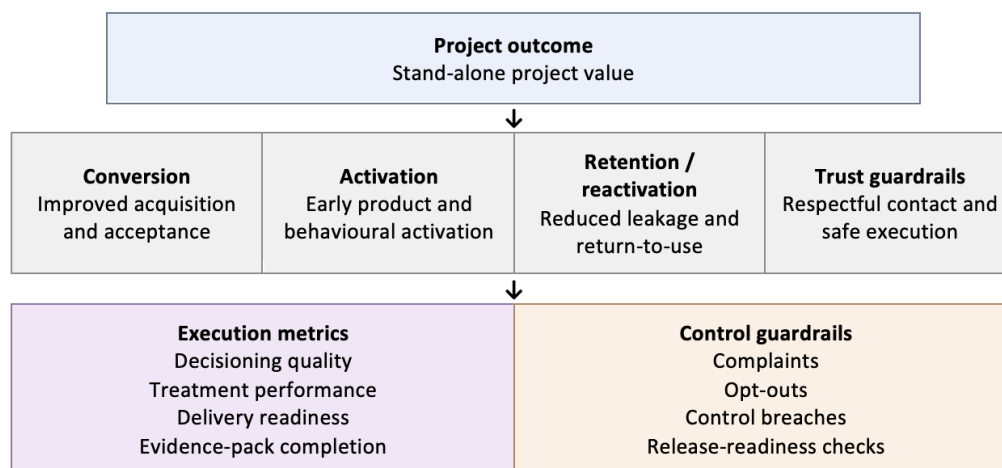 Project outcome
Stand-alone project value
Conversion
Improved acquisition
and acceptance
Activation
Early product and
behavioural activation
Retention /
reactivation
Reduced leakage and
return-to-use
Trust guardrails
Respectful contact and
safe execution
Execution metrics
Decisioning quality
Treatment performance
Delivery readiness
Evidence-pack completion
Control guardrails
Complaints
Opt-outs
Control breaches
Release-readiness checks